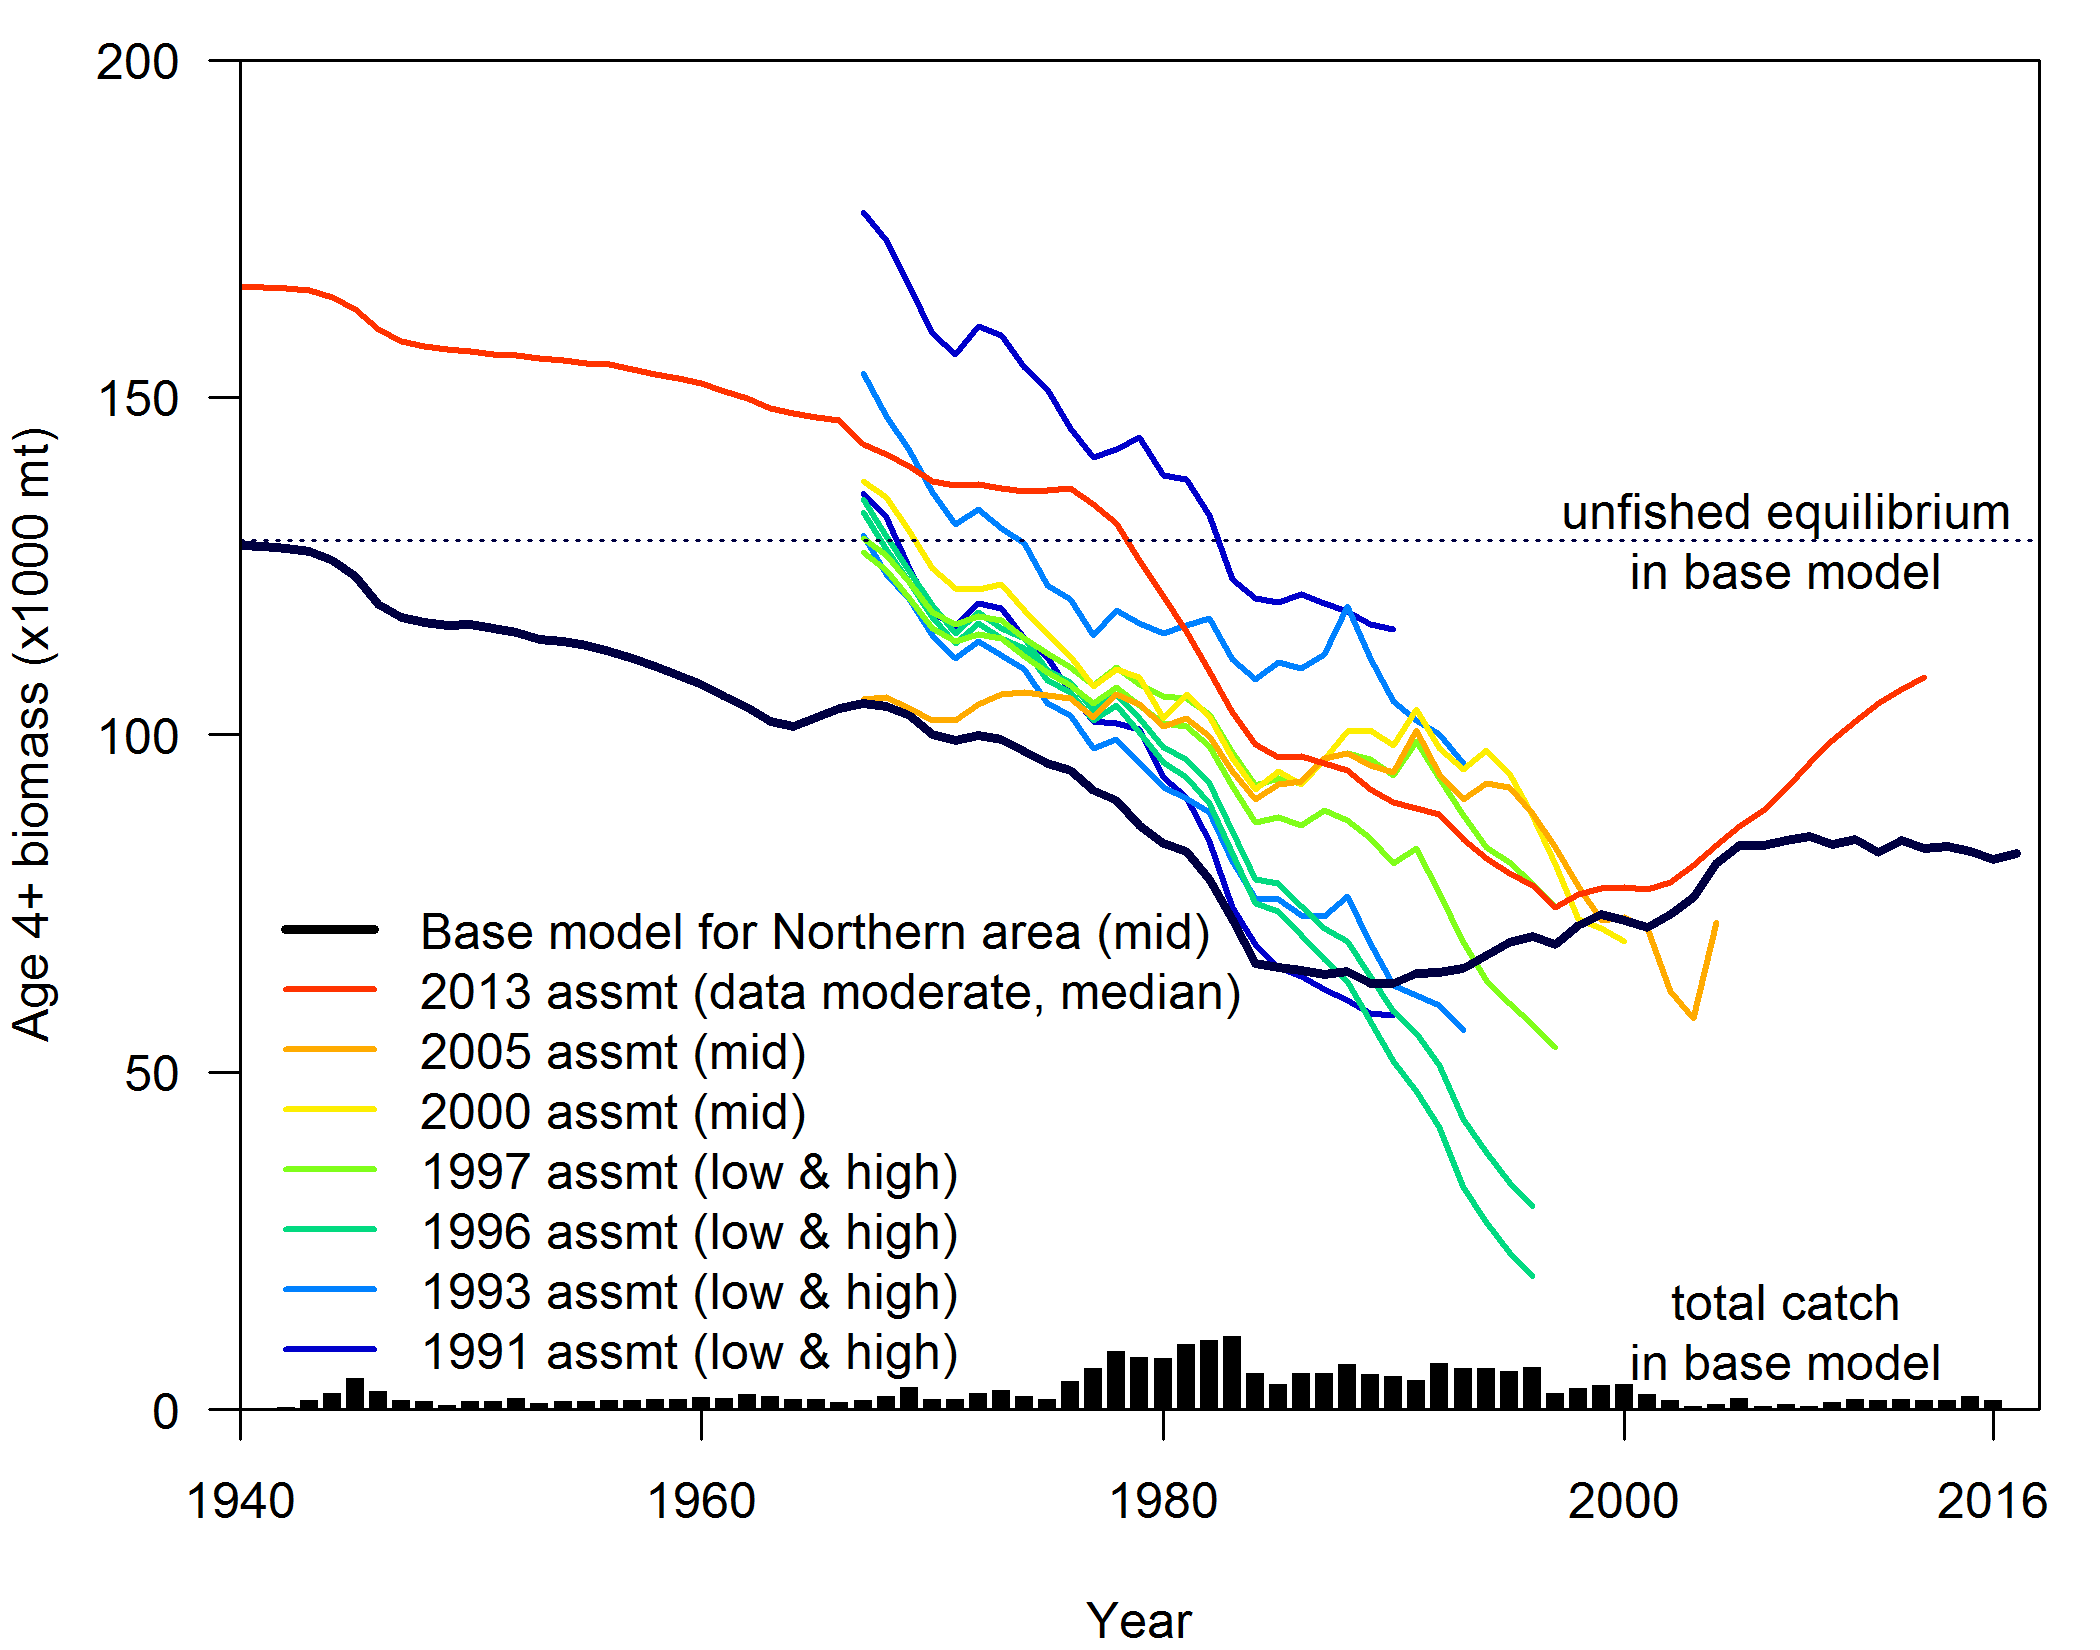 200
150
100
50
0
Age 4+ biomass (x1000 mt)
unfished equilibrium
in base model
Base model for Northern area (mid)
2013 assmt (data moderate, median)
2005 assmt (mid)
2000 assmt (mid)
1997 assmt (low & high)
1996 assmt (low & high)
1993 assmt (low & high)
1991 assmt (low & high)
total catch
in base model
1940
1960
1980
2000
2016
Year